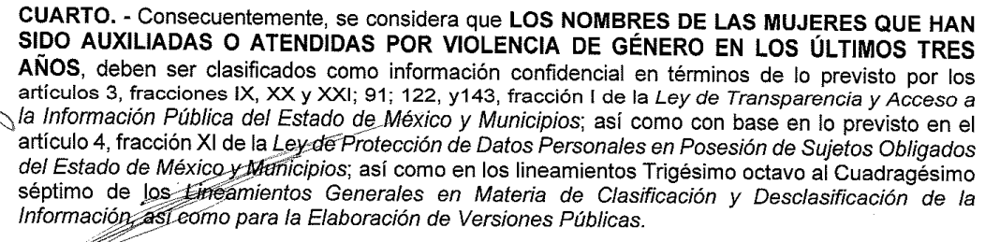 CUARTO. - Consecuentemente, se considera que LOS NOMBRES DE LAS MUJERES QUE HAN
SIDO AUXILIADAS O ATENDIDAS POR VIOLENCIA DE GÉNERO EN LOS ÚLTIMOS TRES
AÑOS, deben ser clasificados como información confidencial en términos de lo previsto por los
artículos 3, fracciones IX, XX y XXI; 91; 122, y143, fracción I de la Ley de Transparencia y Acceso a
la Información Pública del Estado de México y Municipios; así como con base en lo previsto en el
artículo 4, fracción XI de la Ley de Protección de Datos Personales en Posesión de Sujetos Obligados
del Estado de México y Municipios; así como en los lineamientos Trigésimo octavo al Cuadragésimo
séptimo de los Lineamientos Generales en Materia de Clasificación y Desclasificación de la
Información, así como para la Elaboración de Versiones Públicas.